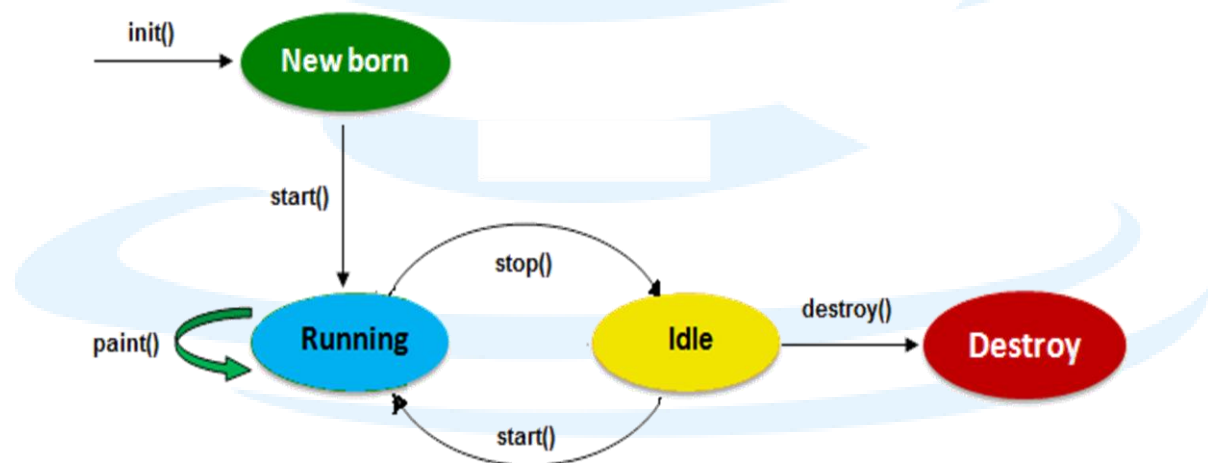 init()
New born
start()
stop()
destroy()
paint()
Running
Idle
Destroy
start()